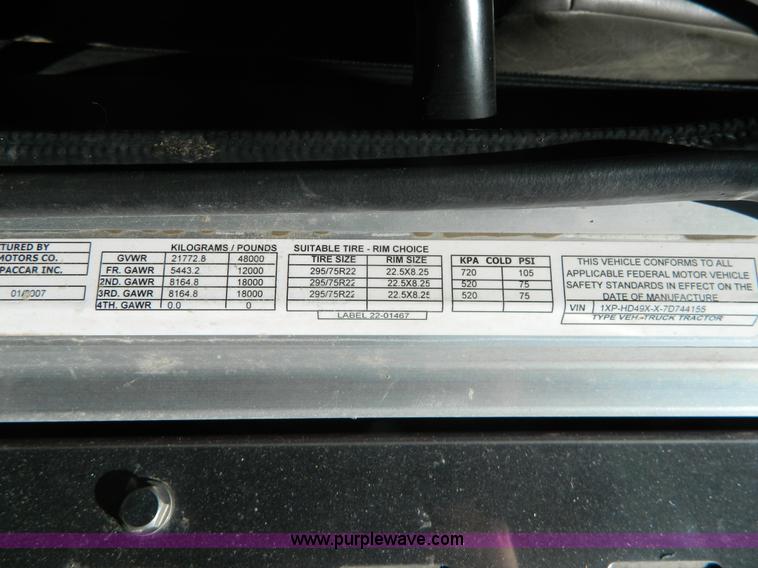 TURED BY
MOTORS CO.
PACCAR INC.
01/2007
KILOGRAMS / POUNDS
GVWR 21772.8 48000
FR. GAWR 5443.2 12000
2ND. GAWR 8164.8 18000
3RD. GAWR 8164.8 18000
4TH. GAWR 0.0 0
SUITABLE TIRE - RIM CHOICE
TIRE SIZE RIM SIZE
295/75R22 22.5X8.25
295/75R22 22.5X8.25
295/75R22 22.5X8.25
LABEL 22-01467
KPA COLD PSI
720 105
520 75
520 75
THIS VEHICLE CONFORMS TO ALL
APPLICABLE FEDERAL MOTOR VEHICLE
SAFETY STANDARDS IN EFFECT ON THE
DATE OF MANUFACTURE
VIN 1XP-HD49X-X-7D744155
TYPE VEH.-TRUCK TRACTOR
www.purplewave.com